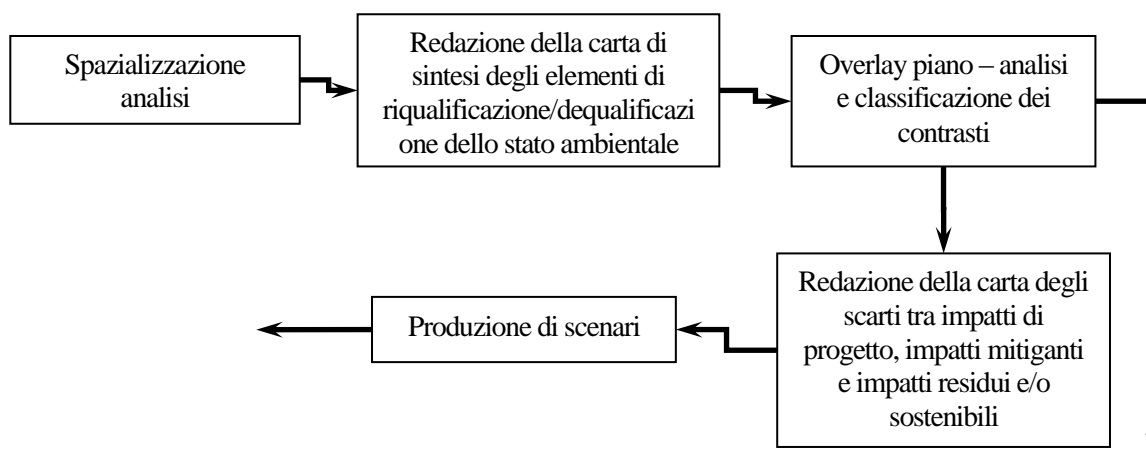 Spazializzazione
analisi
Redazione della carta di
sintesi degli elementi di
riqualificazione/dequalificazi
one dello stato ambientale
Overlay piano – analisi
e classificazione dei
contrasti
Redazione della carta degli
scarti tra impatti di
progetto, impatti mitiganti
e impatti residui e/o
sostenibili
Produzione di scenari